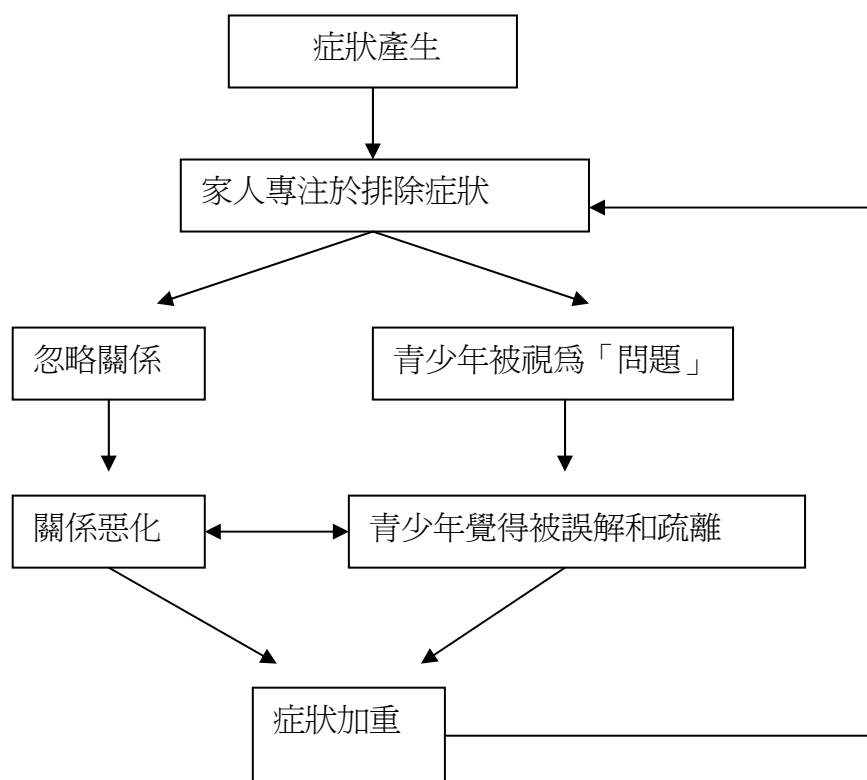 症狀產生
家人專注於排除症狀
忽略關係
青少年被視為「問題」
關係惡化
青少年覺得被誤解和疏離
症狀加重